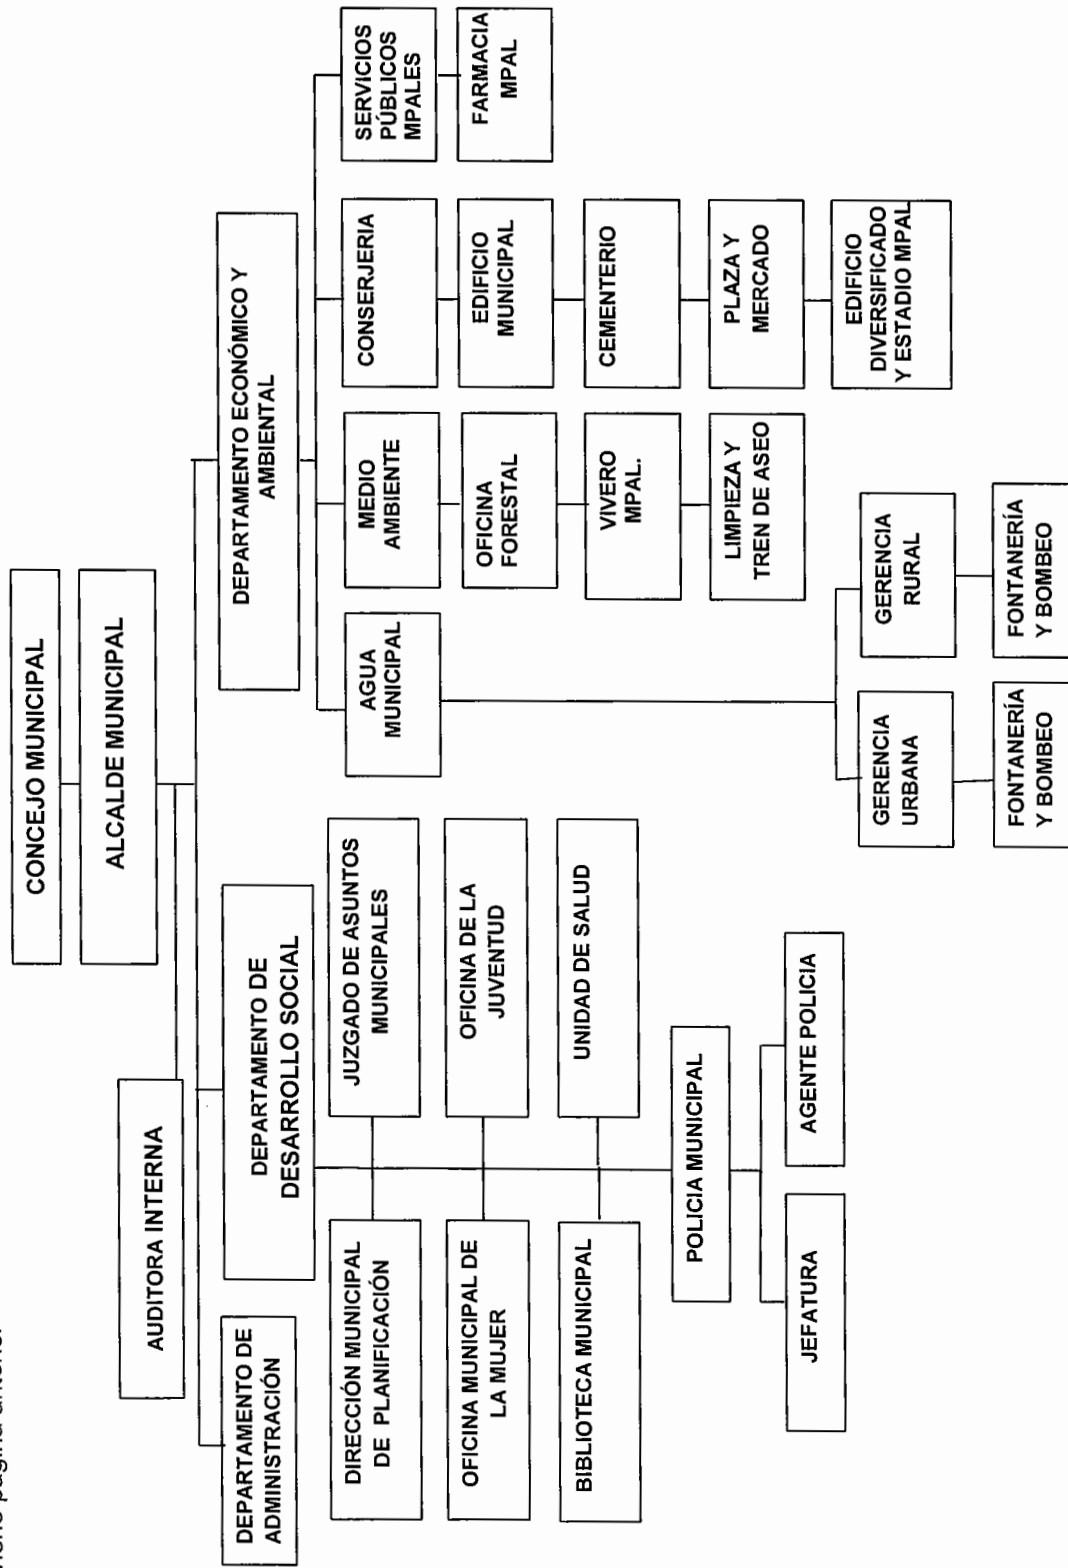 página anterior
CONCEJO MUNICIPAL
ALCALDE MUNICIPAL
AUDITORA INTERNA
DEPARTAMENTO DE
ADMINISTRACIÓN
DEPARTAMENTO DE
DESARROLLO SOCIAL
DEPARTAMENTO ECONÓMICO Y
AMBIENTAL
DIRECCIÓN MUNICIPAL
DE PLANIFICACIÓN
JUZGADO DE ASUNTOS
MUNICIPALES
OFICINA MUNICIPAL DE
LA MUJER
OFICINA DE LA
JUVENTUD
BIBLIOTECA MUNICIPAL
UNIDAD DE SALUD
POLICIA MUNICIPAL
JEFATURA
AGENTE POLICIA
AGUA
MUNICIPAL
MEDIO
AMBIENTE
CONSERJERIA
SERVICIOS
PÚBLICOS
MPALES
OFICINA
FORESTAL
EDIFICIO
MUNICIPAL
FARMACIA
MPAL
VIVERO
MPAL.
CEMENTERIO
LIMPIEZA Y
TREN DE ASEO
PLAZA Y
MERCADO
EDIFICIO
DIVERSIFICADO
Y ESTADIO MPAL
GERENCIA
URBANA
GERENCIA
RURAL
FONTANERÍA
Y BOMBEO
FONTANERÍA
Y BOMBEO